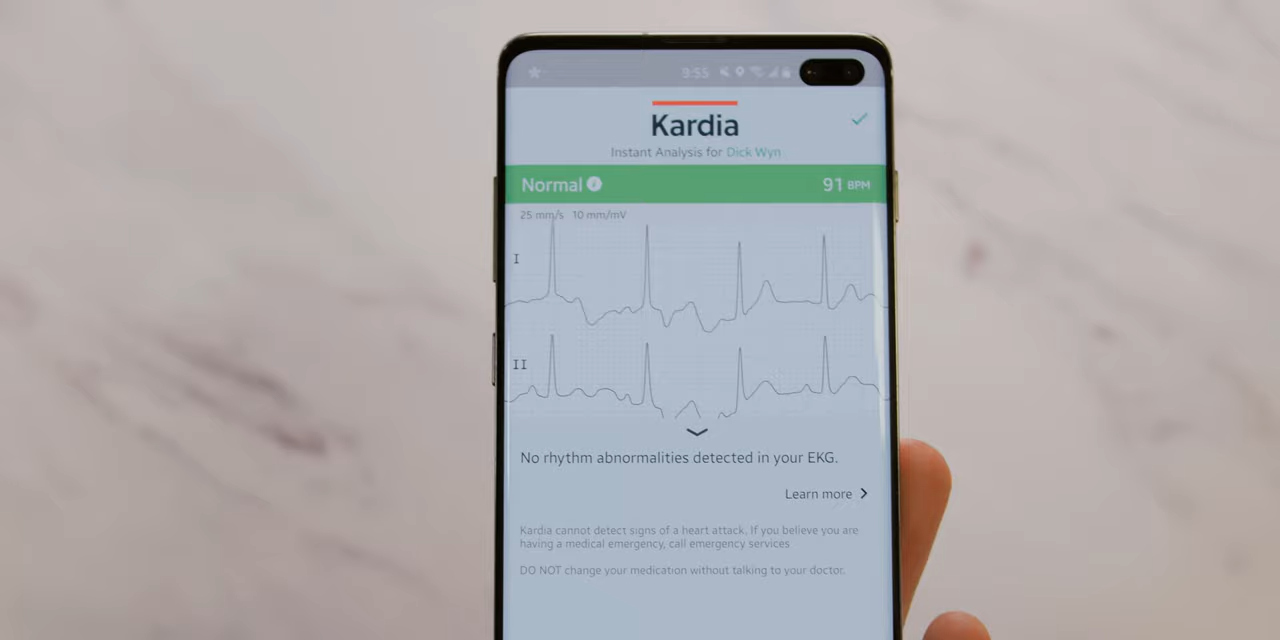 9:55
Kardia
Instant Analysis for Dick Wyn
Normal i 91 BPM
25 mm/s 10 mm/mV
I
II
No rhythm abnormalities detected in your EKG.
Learn more
Kardia cannot detect signs of a heart attack. If you believe you are
having a medical emergency, call emergency services
DO NOT change your medication without talking to your doctor.